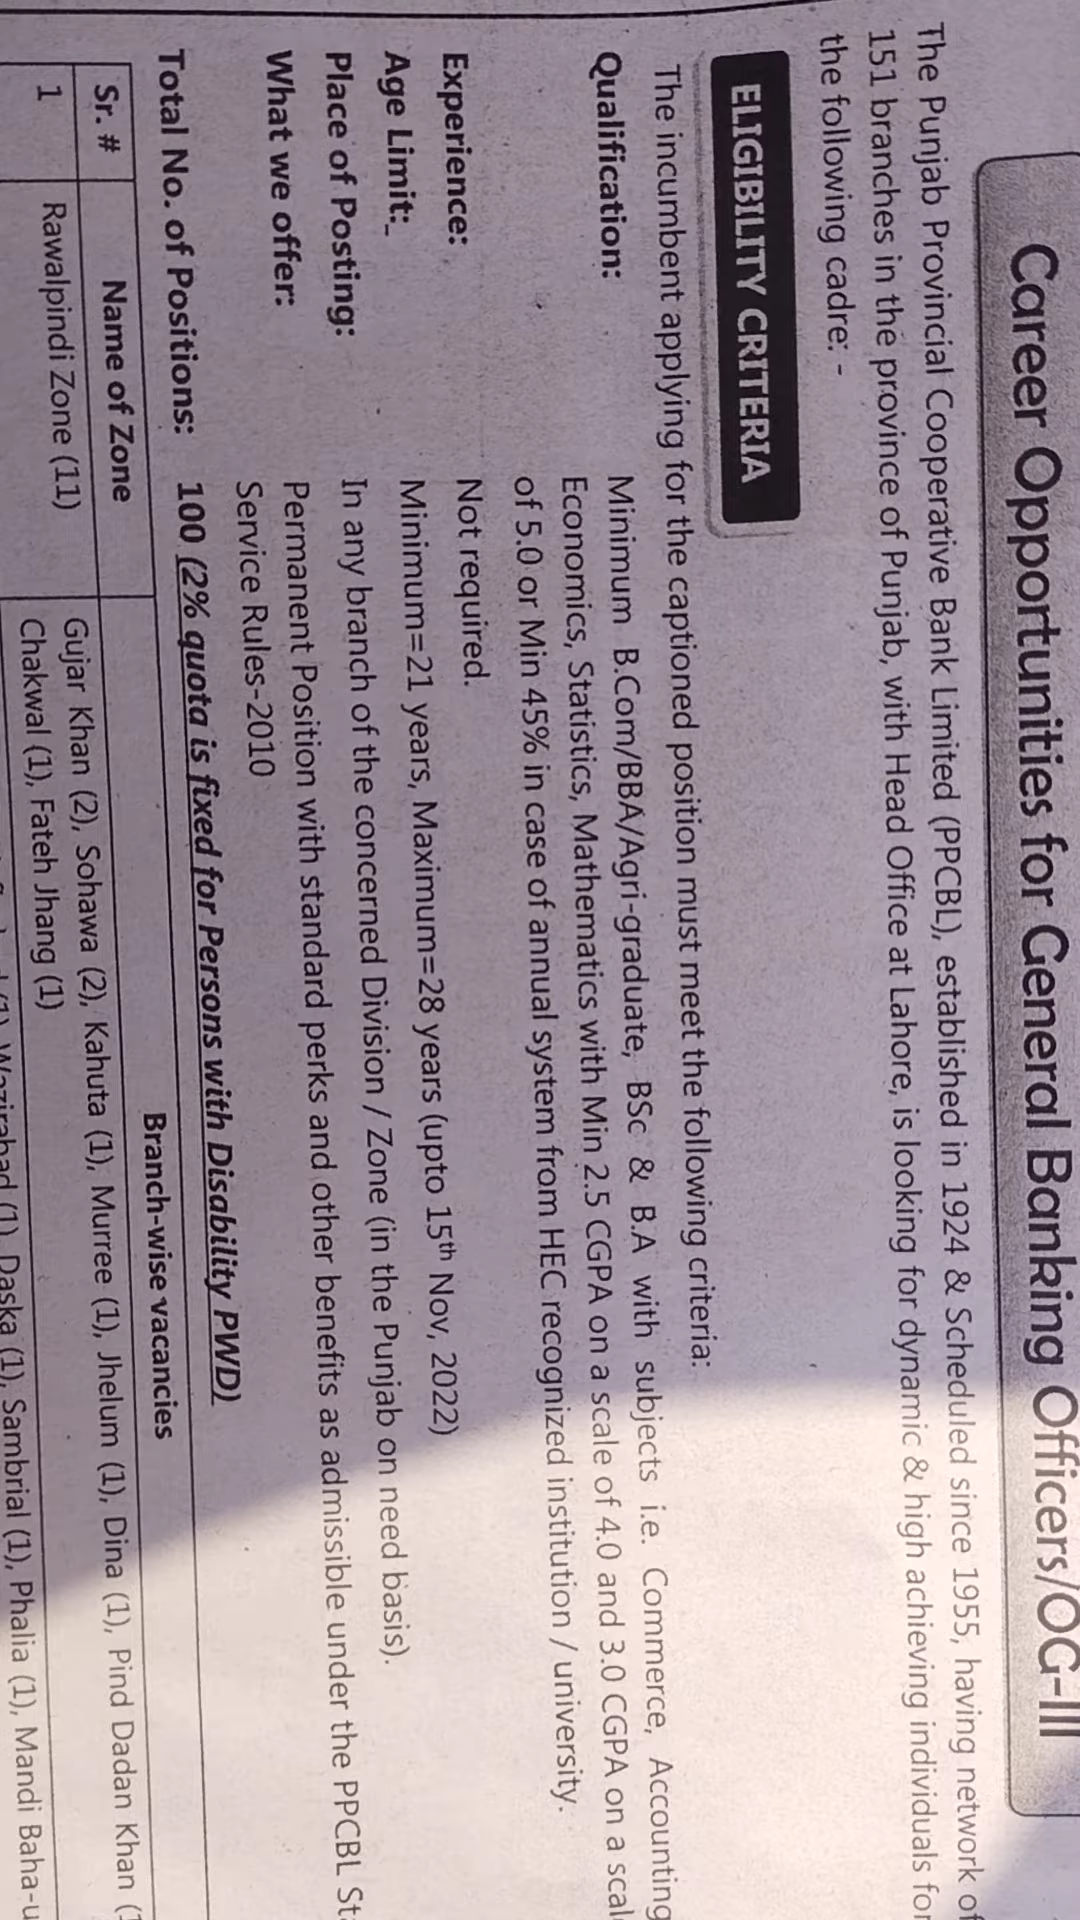 Career Opportunities for General Banking Officers/OG-III
The Punjab Provincial Cooperative Bank Limited (PPCBL), established in 1924 & Scheduled since 1955, having network of
151 branches in the province of Punjab, with Head Office at Lahore, is looking for dynamic & high achieving individuals for
the following cadre: -
ELIGIBILITY CRITERIA
The incumbent applying for the captioned position must meet the following criteria:
Qualification: Minimum B.Com/BBA/Agri-graduate, BSc & B.A with subjects i.e. Commerce, Accounting
Economics, Statistics, Mathematics with Min 2.5 CGPA on a scale of 4.0 and 3.0 CGPA on a scale
of 5.0 or Min 45% in case of annual system from HEC recognized institution / university.
Experience: Not required.
Age Limit:_ Minimum=21 years, Maximum=28 years (upto 15th Nov, 2022)
Place of Posting: In any branch of the concerned Division / Zone (in the Punjab on need basis).
What we offer: Permanent Position with standard perks and other benefits as admissible under the PPCBL
Service Rules-2010
Total No. of Positions: 100 (2% quota is fixed for Persons with Disability PWD)
Sr. # Name of Zone Branch-wise vacancies
1 Rawalpindi Zone (11) Gujar Khan (2), Sohawa (2), Kahuta (1), Murree (1), Jhelum (1), Dina (1), Pind Dadan Khan (1
Chakwal (1), Fateh Jhang (1)
(1) Wazirabad (1), Daska (1), Sambrial (1), Phalia (1), Mandi Baha-u